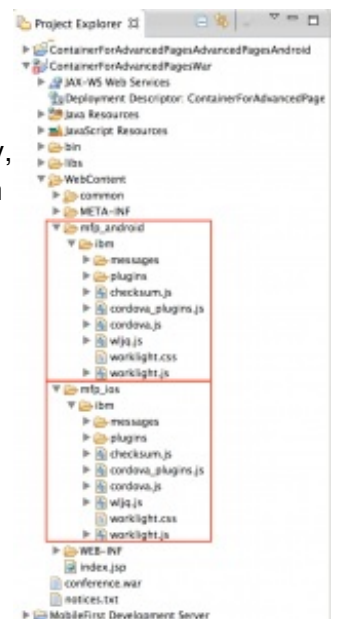 Project Explorer
ContainerForAdvancedPagesAdvancedPagesAndroid
ContainerForAdvancedPagesWar
JAX-WS Web Services
Deployment Descriptor: ContainerForAdvancedPage
Java Resources
JavaScript Resources
bin
libs
WebContent
common
META-INF
mfp_android
ibm
messages
plugins
checksum.js
cordova_plugins.js
cordova.js
wljq.js
worklight.css
worklight.js
mfp_ios
ibm
messages
plugins
checksum.js
cordova_plugins.js
cordova.js
wljq.js
worklight.css
worklight.js
WEB-INF
index.jsp
conference.war
notices.txt
MobileFirst Development Server